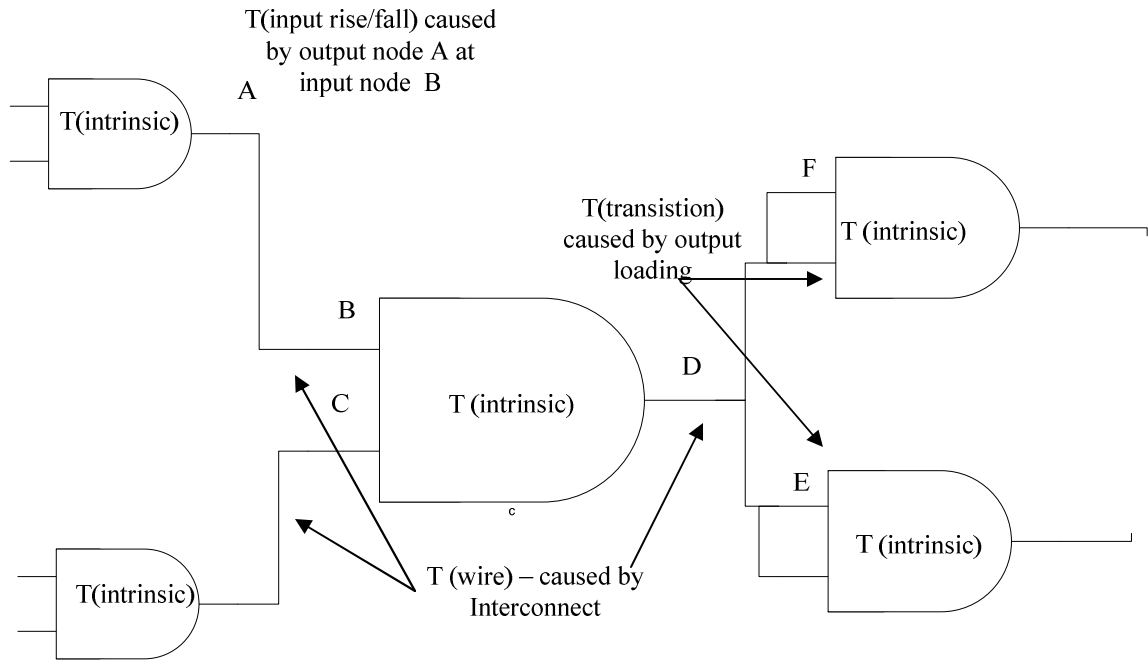 T(input rise/fall) caused
by output node A at
input node B
A
T(intrinsic)
F
T(transistion)
caused by output
loading
T (intrinsic)
B
D
C
T (intrinsic)
E
c
T (intrinsic)
T (wire) – caused by
Interconnect
T(intrinsic)